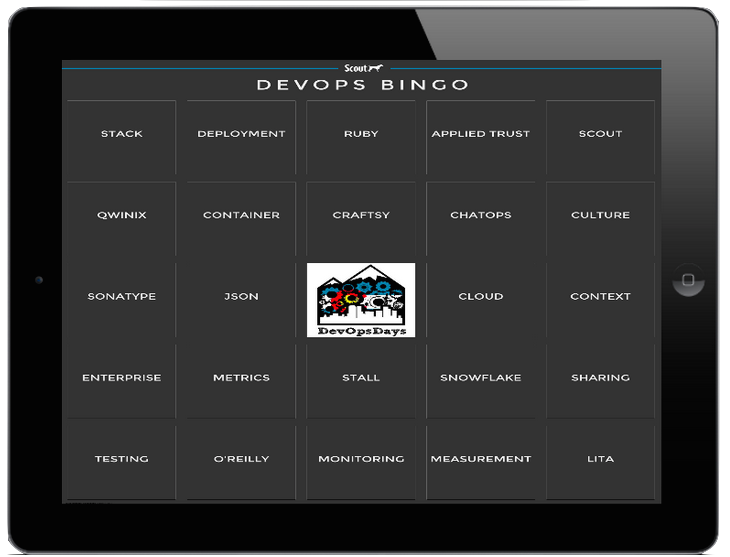 Scout
DEVOPS BINGO
STACK DEPLOYMENT RUBY APPLIED TRUST SCOUT
QWINIX CONTAINER CRAFTSY CHATOPS CULTURE
SONATYPE JSON CLOUD CONTEXT
DevOpsDays
ENTERPRISE METRICS STALL SNOWFLAKE SHARING
TESTING O'REILLY MONITORING MEASUREMENT LITA